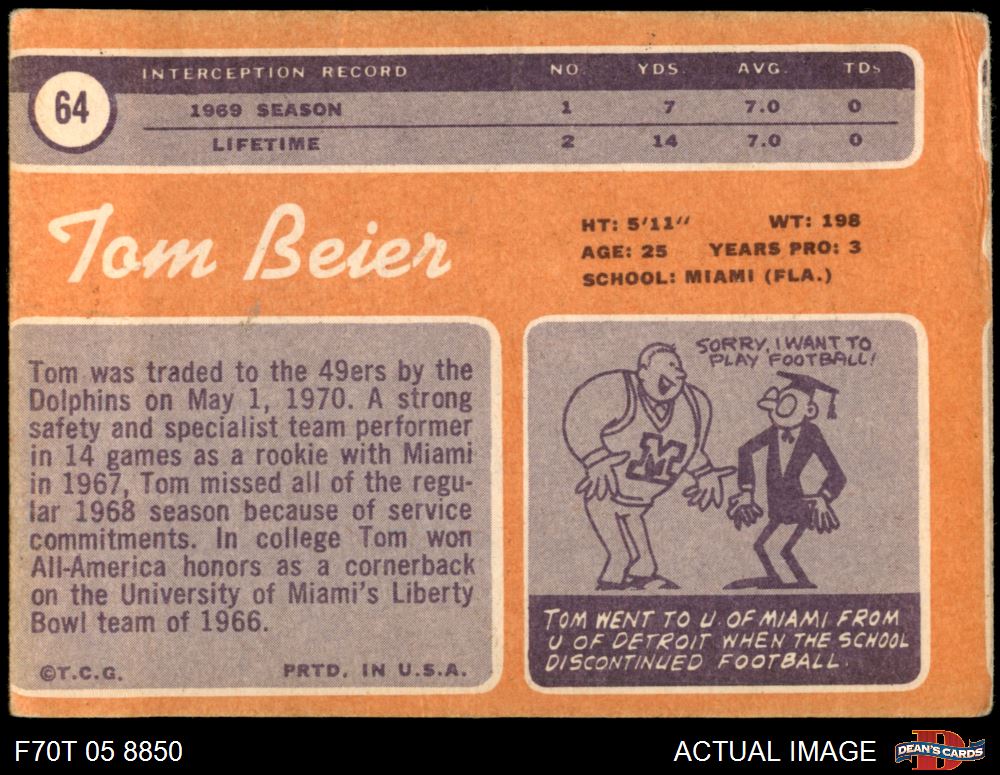 64
INTERCEPTION RECORD NO. YDS. AVG. TDs
1969 SEASON 1 7 7.0 0
LIFETIME 2 14 7.0 0
Tom Beier
HT: 5'11" WT: 198
AGE: 25 YEARS PRO: 3
SCHOOL: MIAMI (FLA.)
Tom was traded to the 49ers by the
Dolphins on May 1, 1970. A strong
safety and specialist team performer
in 14 games as a rookie with Miami
in 1967, Tom missed all of the regu-
lar 1968 season because of service
commitments. In college Tom won
All-America honors as a cornerback
on the University of Miami's Liberty
Bowl team of 1966.
©T.C.G. PRTD. IN U.S.A.
SORRY, I WANT TO
PLAY FOOTBALL!
M
TOM WENT TO U. OF MIAMI FROM
U OF DETROIT WHEN THE SCHOOL
DISCONTINUED FOOTBALL.
F70T 05 8850
ACTUAL IMAGE
D
DEAN'S CARDS